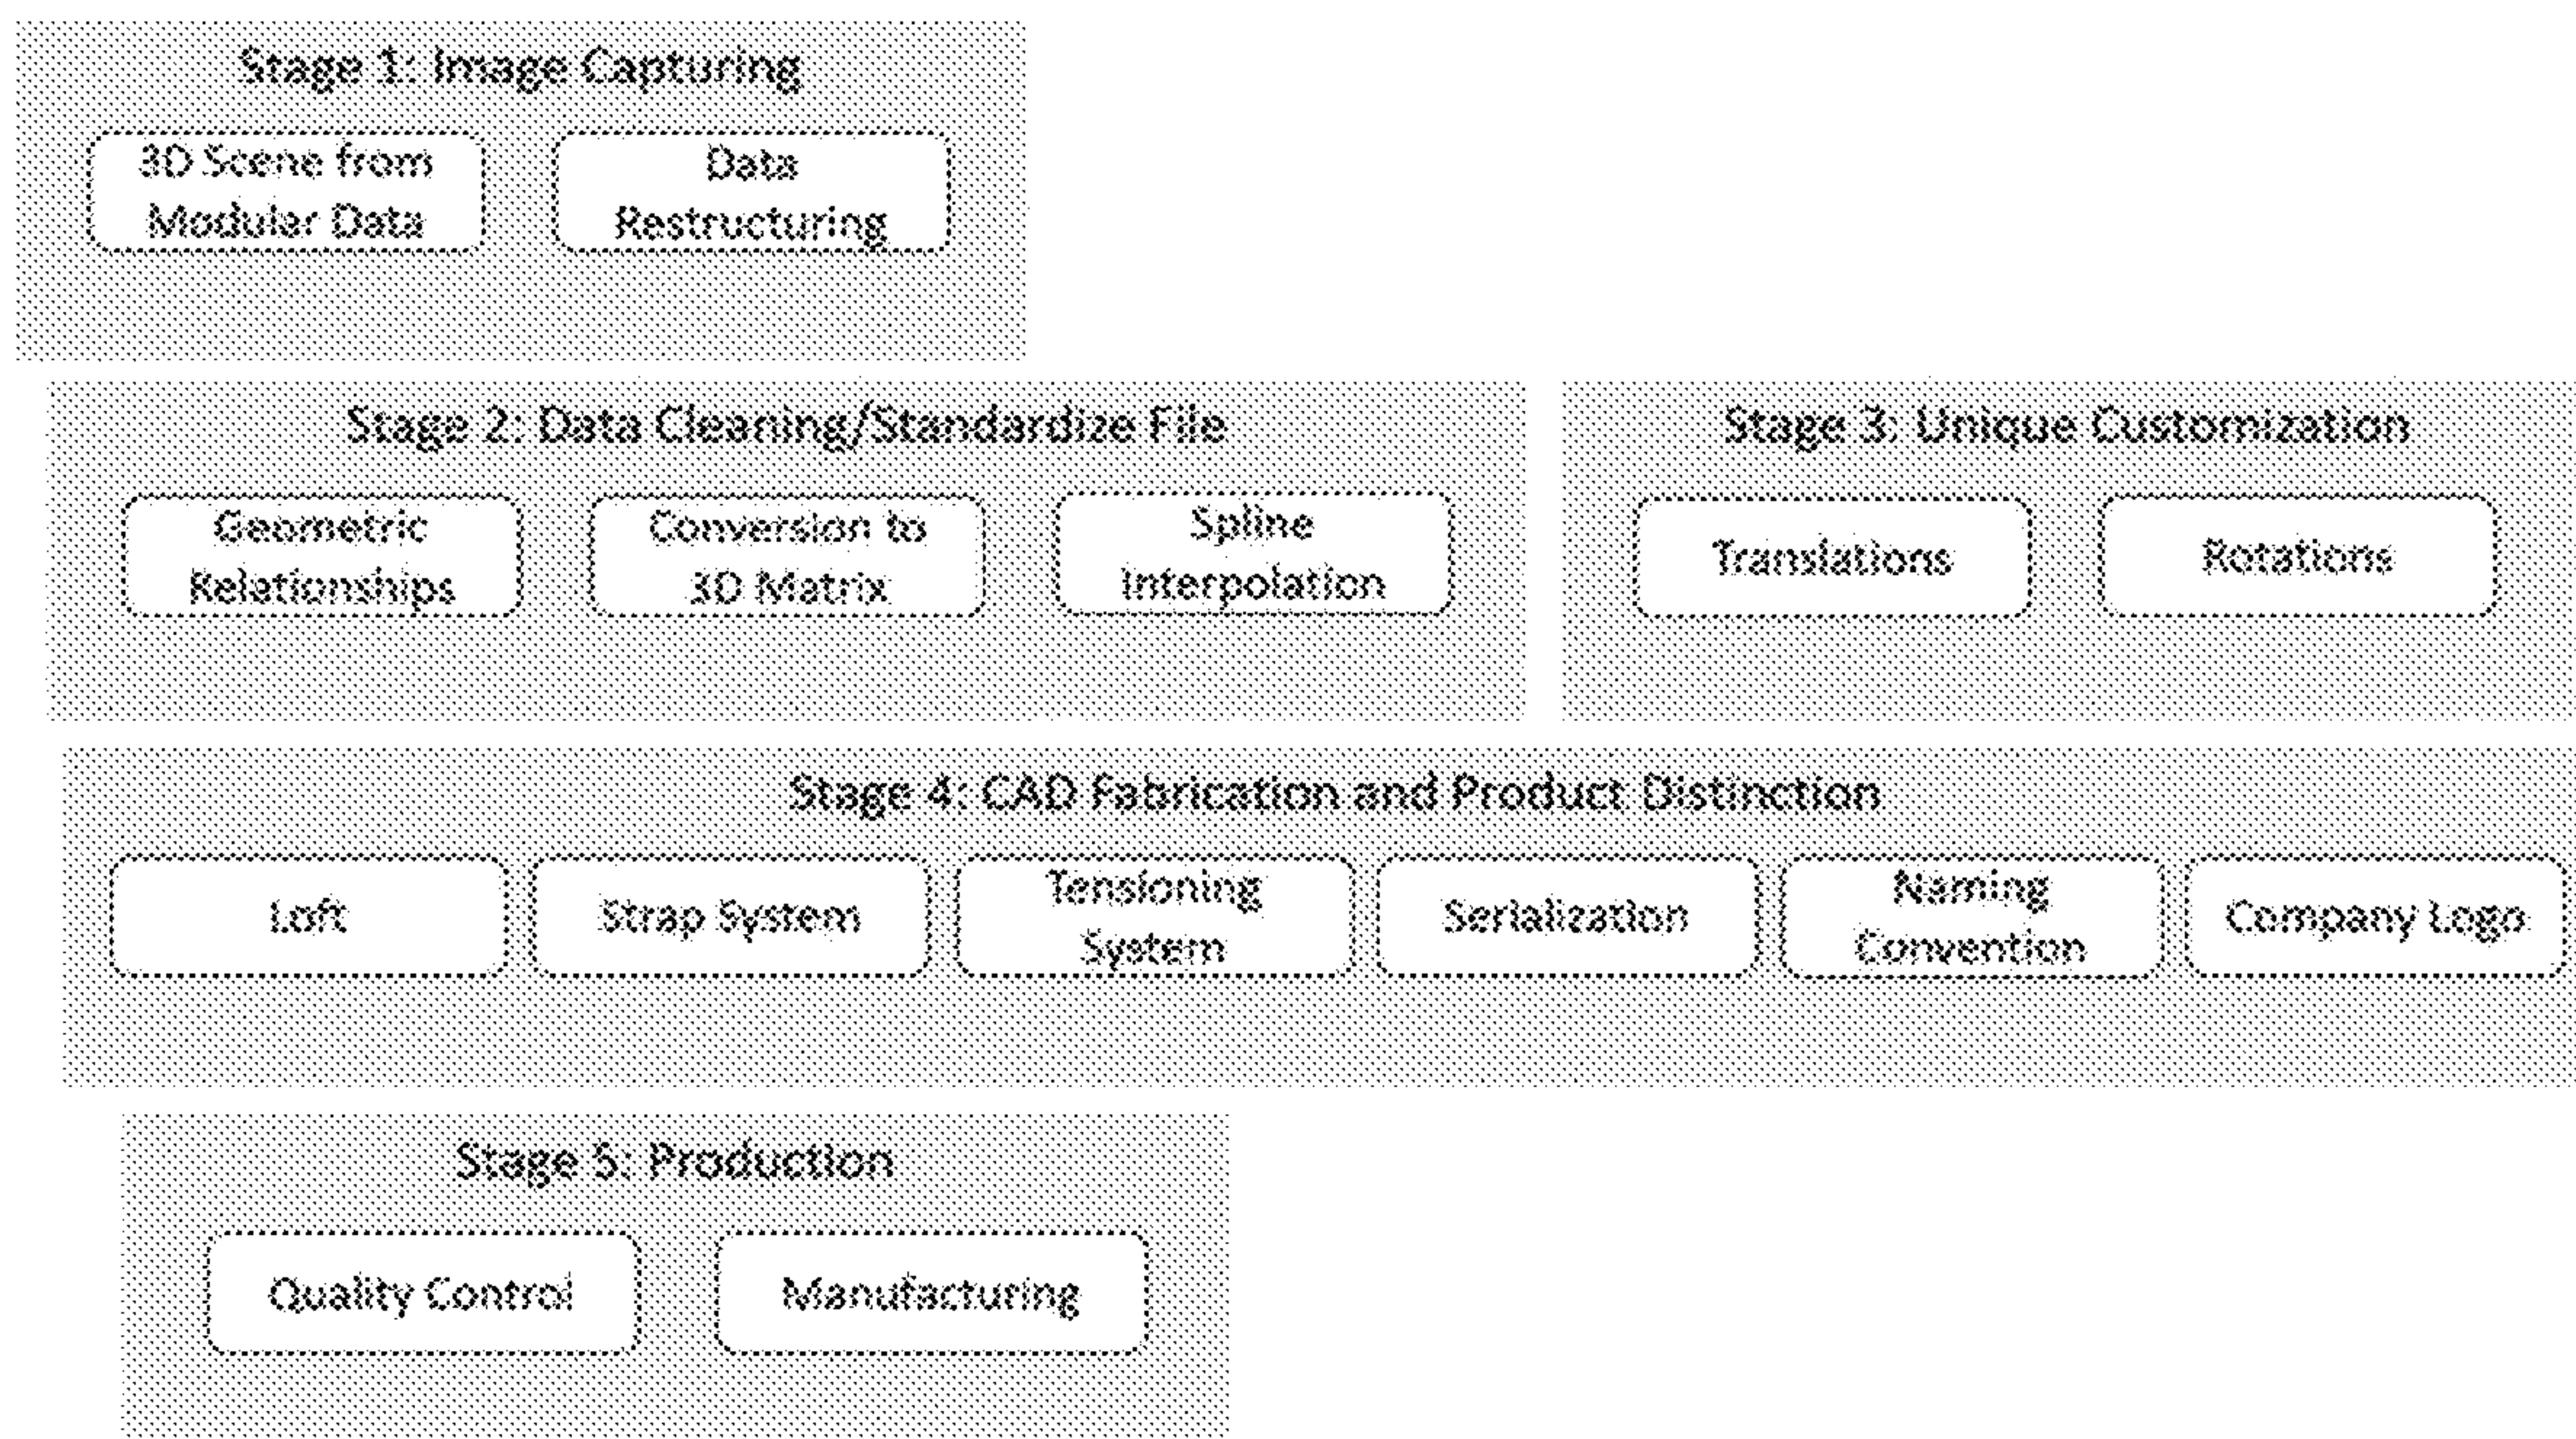 Stage 1: Image Capturing
3D Scene from
Modular Data
Data
Restructuring
Stage 2: Data Cleaning/Standardize File
Geometric
Relationships
Conversion to
3D Matrix
Spline
Interpolation
Stage 3: Unique Customization
Translations
Rotations
Stage 4: CAD Fabrication and Product Distinction
Loft
Strap System
Tensioning
System
Serialization
Naming
Convention
Company Logo
Stage 5: Production
Quality Control
Manufacturing